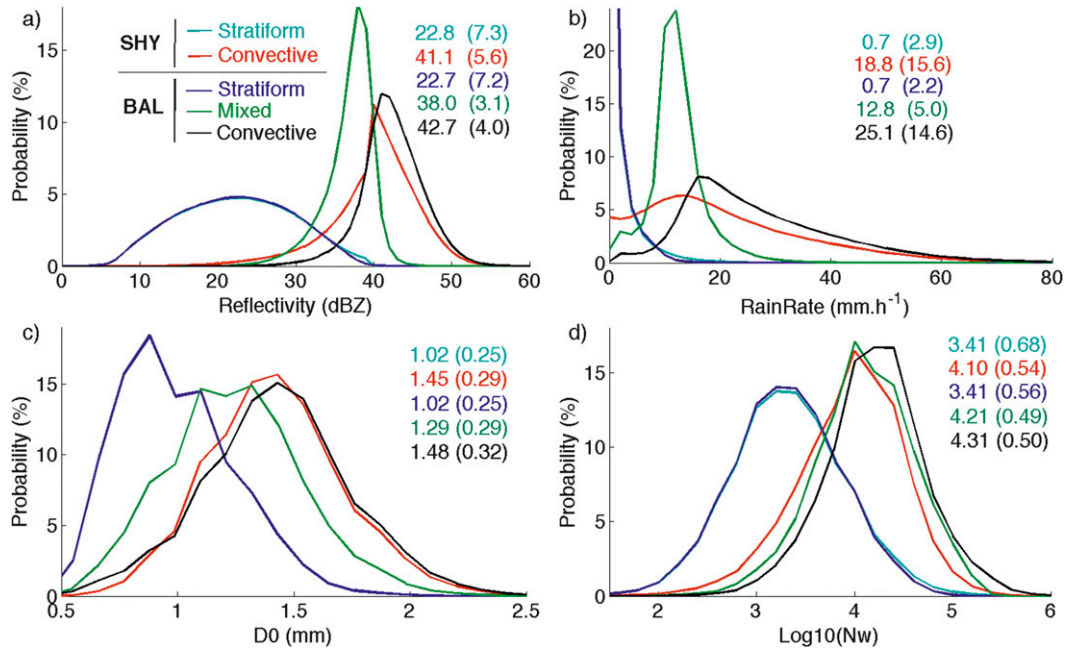 a)
SHY
Stratiform
Convective
BAL
Stratiform
Mixed
Convective
22.8 (7.3)
41.1 (5.6)
22.7 (7.2)
38.0 (3.1)
42.7 (4.0)
Probability (%)
15
10
5
0
0 10 20 30 40 50 60
Reflectivity (dBZ)
b)
0.7 (2.9)
18.8 (15.6)
0.7 (2.2)
12.8 (5.0)
25.1 (14.6)
Probability (%)
20
15
10
5
0
0 20 40 60 80
RainRate (mm.h-1)
c)
1.02 (0.25)
1.45 (0.29)
1.02 (0.25)
1.29 (0.29)
1.48 (0.32)
Probability (%)
15
10
5
0
0.5 1 1.5 2 2.5
D0 (mm)
d)
3.41 (0.68)
4.10 (0.54)
3.41 (0.56)
4.21 (0.49)
4.31 (0.50)
Probability (%)
15
10
5
0
2 3 4 5 6
Log10(Nw)